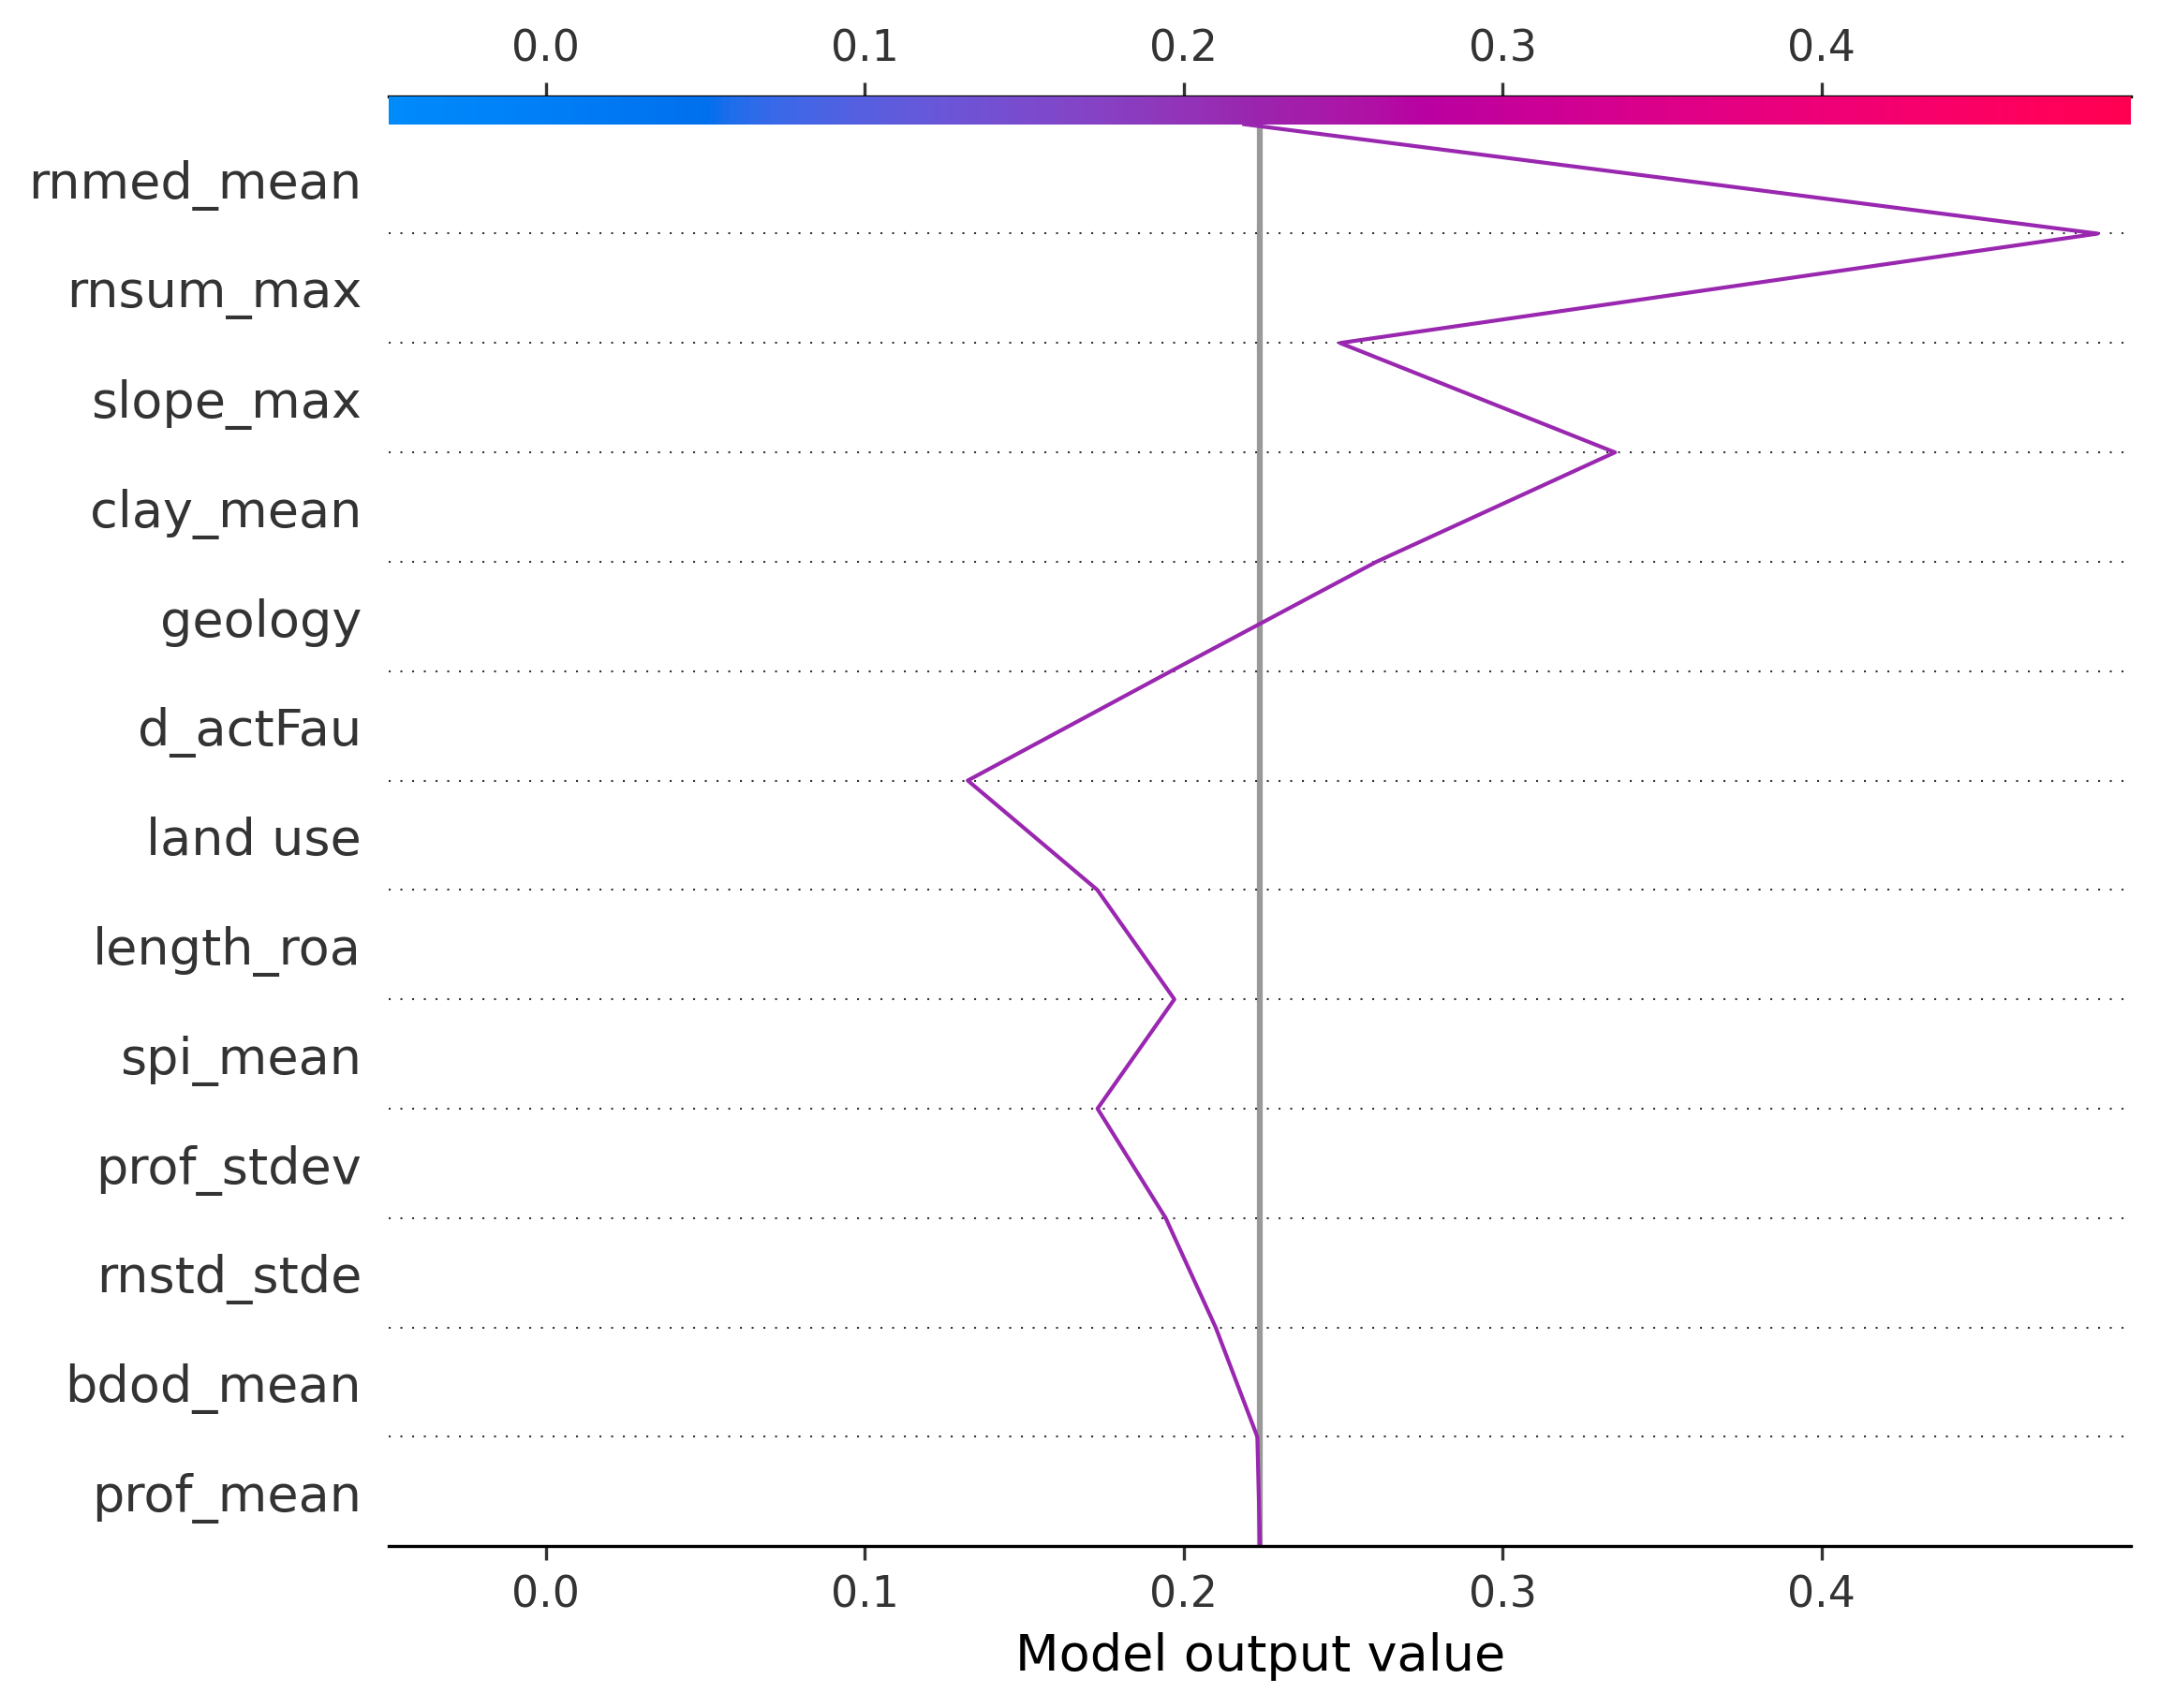 0.0 0.1 0.2 0.3 0.4
rnmed_mean
rnsum_max
slope_max
clay_mean
geology
d_actFau
land use
length_roa
spi_mean
prof_stdev
rnstd_stde
bdod_mean
prof_mean
0.0 0.1 0.2 0.3 0.4
Model output value